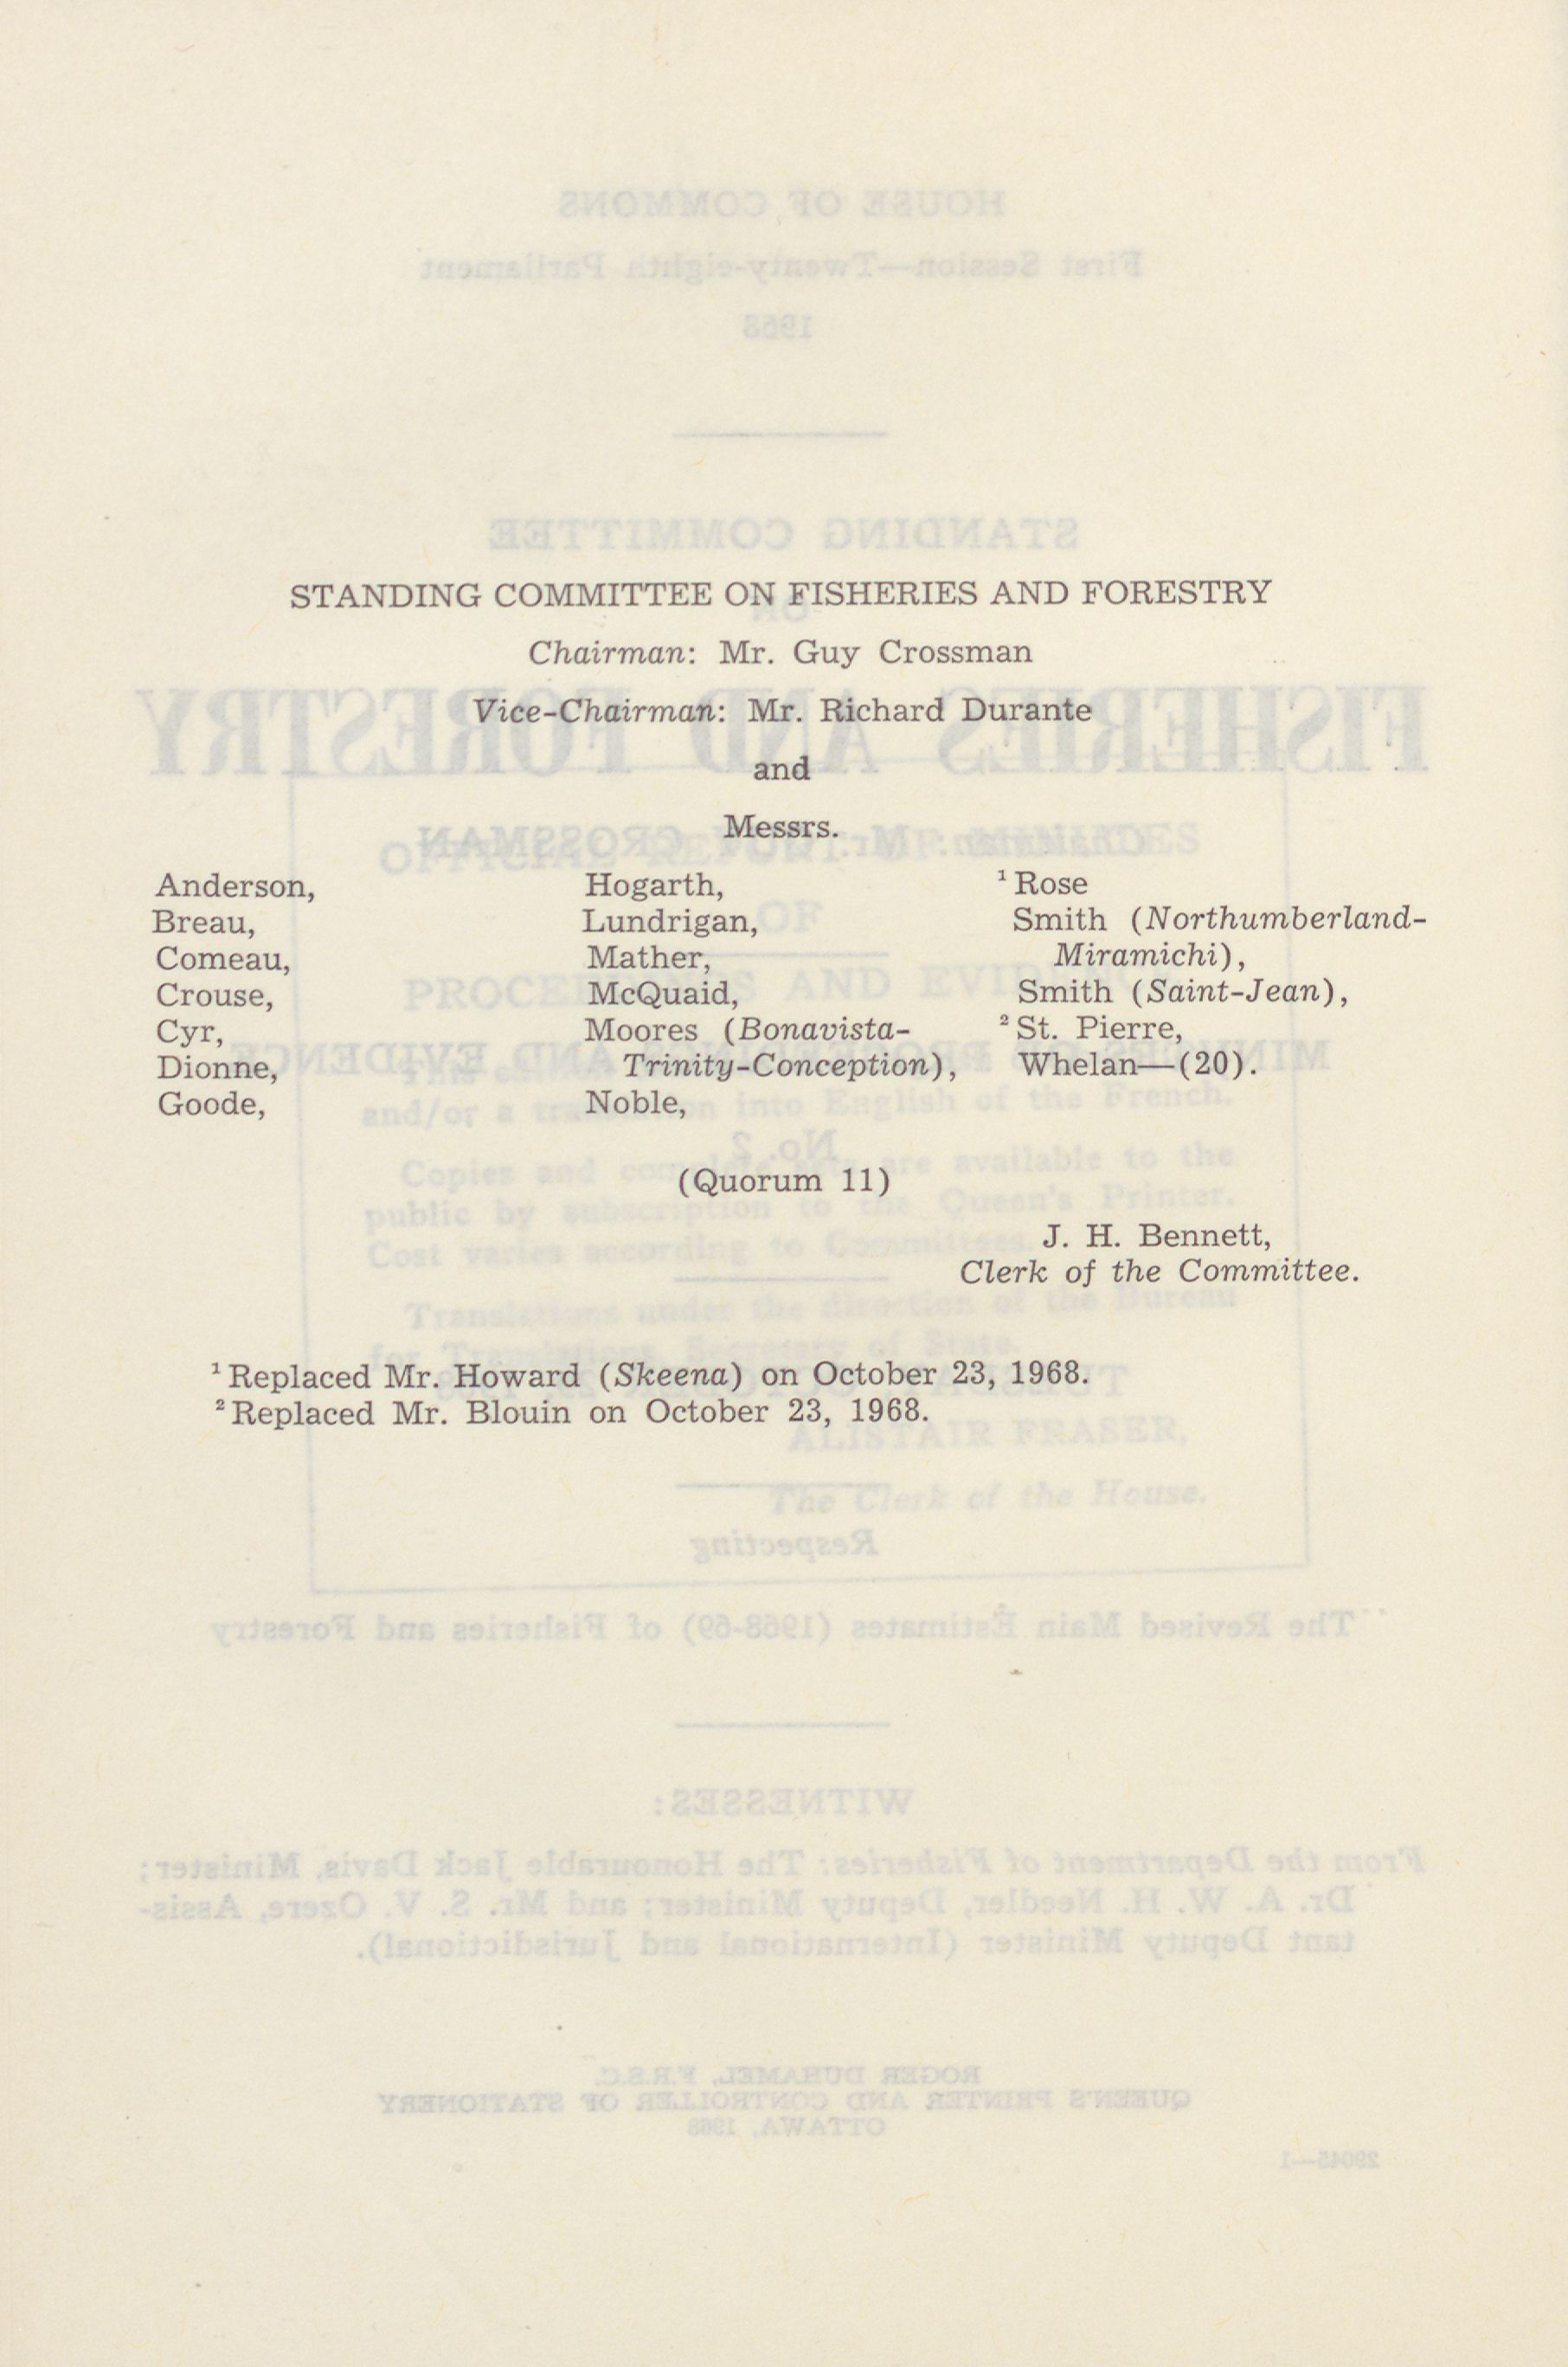 STANDING COMMITTEE ON FISHERIES AND FORESTRY
Chairman: Mr. Guy Crossman
Vice-Chairman: Mr. Richard Durante
and
Messrs.
Anderson,
Breau,
Comeau,
Crouse,
Cyr,
Dionne,
Goode,
Hogarth,
Lundrigan,
Mather,
McQuaid,
Moores (Bonavista-
Trinity-Conception),
Noble,
¹ Rose
Smith (Northumberland-
Miramichi),
Smith (Saint-Jean),
² St. Pierre,
Whelan—(20).
(Quorum 11)
J. H. Bennett,
Clerk of the Committee.
¹ Replaced Mr. Howard (Skeena) on October 23, 1968.
² Replaced Mr. Blouin on October 23, 1968.